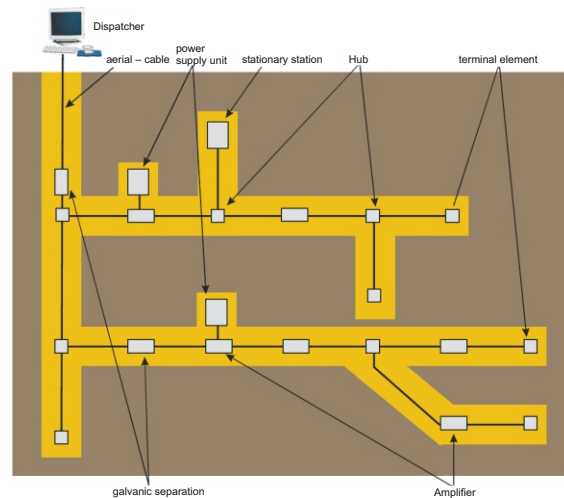 Dispatcher
aerial – cable
power
supply unit
stationary station
Hub
terminal element
galvanic separation
Amplifier